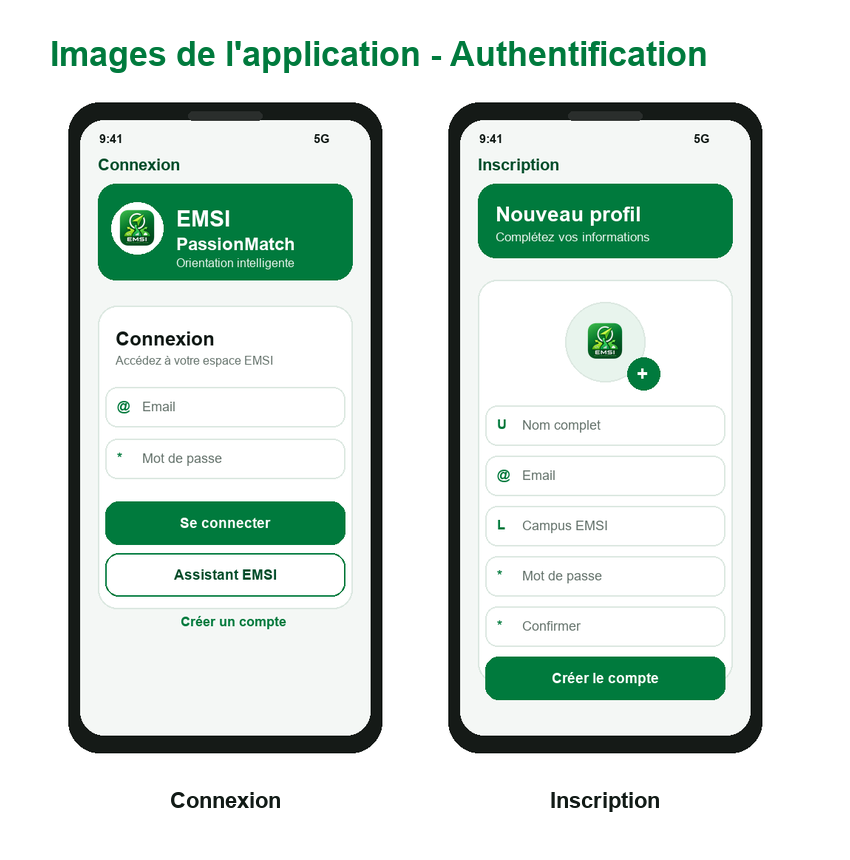 Images de l'application - Authentification
9:41
5G
Connexion
EMSI
EMSI
PassionMatch
Orientation intelligente
Connexion
Accédez à votre espace EMSI
@ Email
* Mot de passe
Se connecter
Assistant EMSI
Créer un compte
Connexion
9:41
5G
Inscription
Nouveau profil
Complétez vos informations
EMSI
+
U Nom complet
@ Email
L Campus EMSI
* Mot de passe
* Confirmer
Créer le compte
Inscription